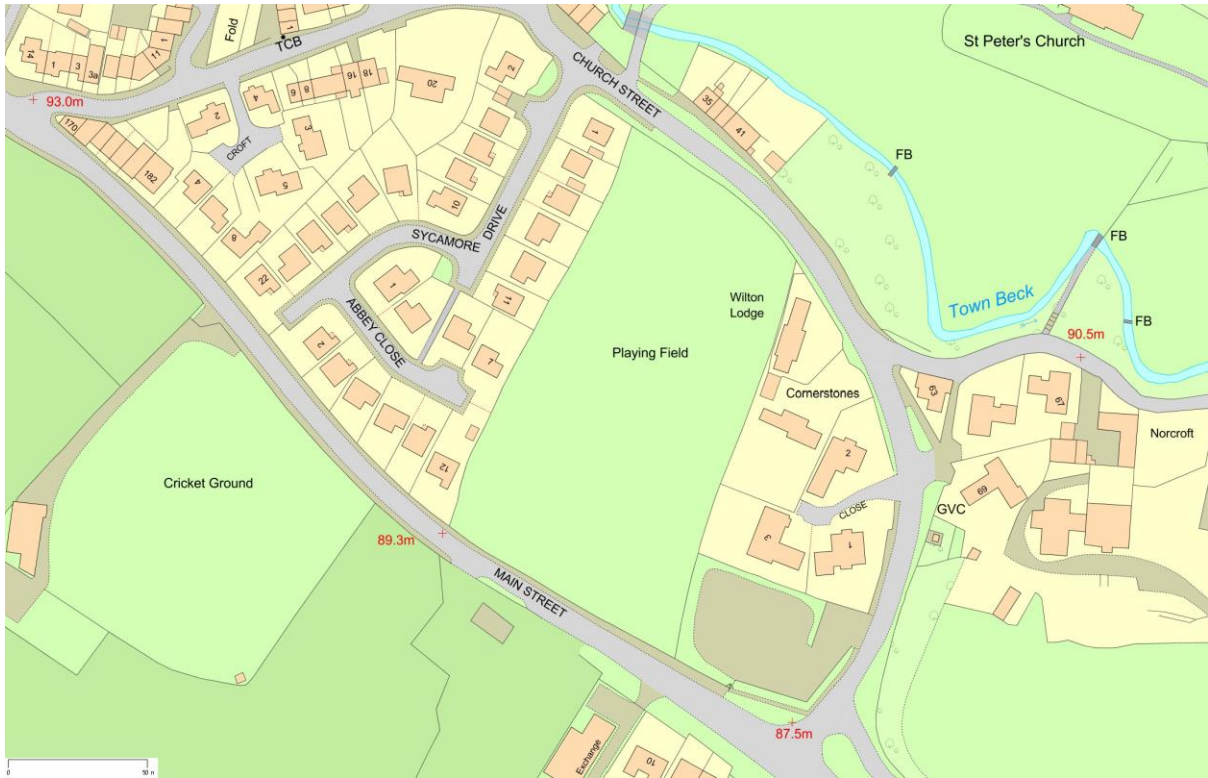 TCB
Fold
1
14
1
3
3a
11
1
93.0m
170
182
2
4
CROFT
6
8
16
18
20
2
3
5
4
6
22
10
SYCAMORE
DRIVE
CHURCH STREET
35
41
1
11
ABBEY CLOSE
1
2
7
12
St Peter's Church
FB
FB
FB
Town Beck
90.5m
Wilton
Lodge
Playing Field
Cornerstones
63
67
69
Norcroft
2
CLOSE
3
1
GVC
Cricket Ground
89.3m
MAIN STREET
87.5m
Exchange
10
0
50 m